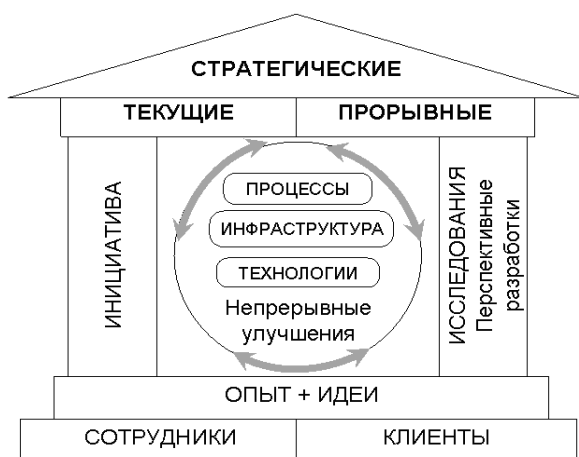 СТРАТЕГИЧЕСКИЕ
ТЕКУЩИЕ
ПРОРЫВНЫЕ
ИНИЦИАТИВА
ПРОЦЕССЫ
ИНФРАСТРУКТУРА
ТЕХНОЛОГИИ
Непрерывные
улучшения
ИССЛЕДОВАНИЯ
Перспективные
разработки
ОПЫТ + ИДЕИ
СОТРУДНИКИ
КЛИЕНТЫ